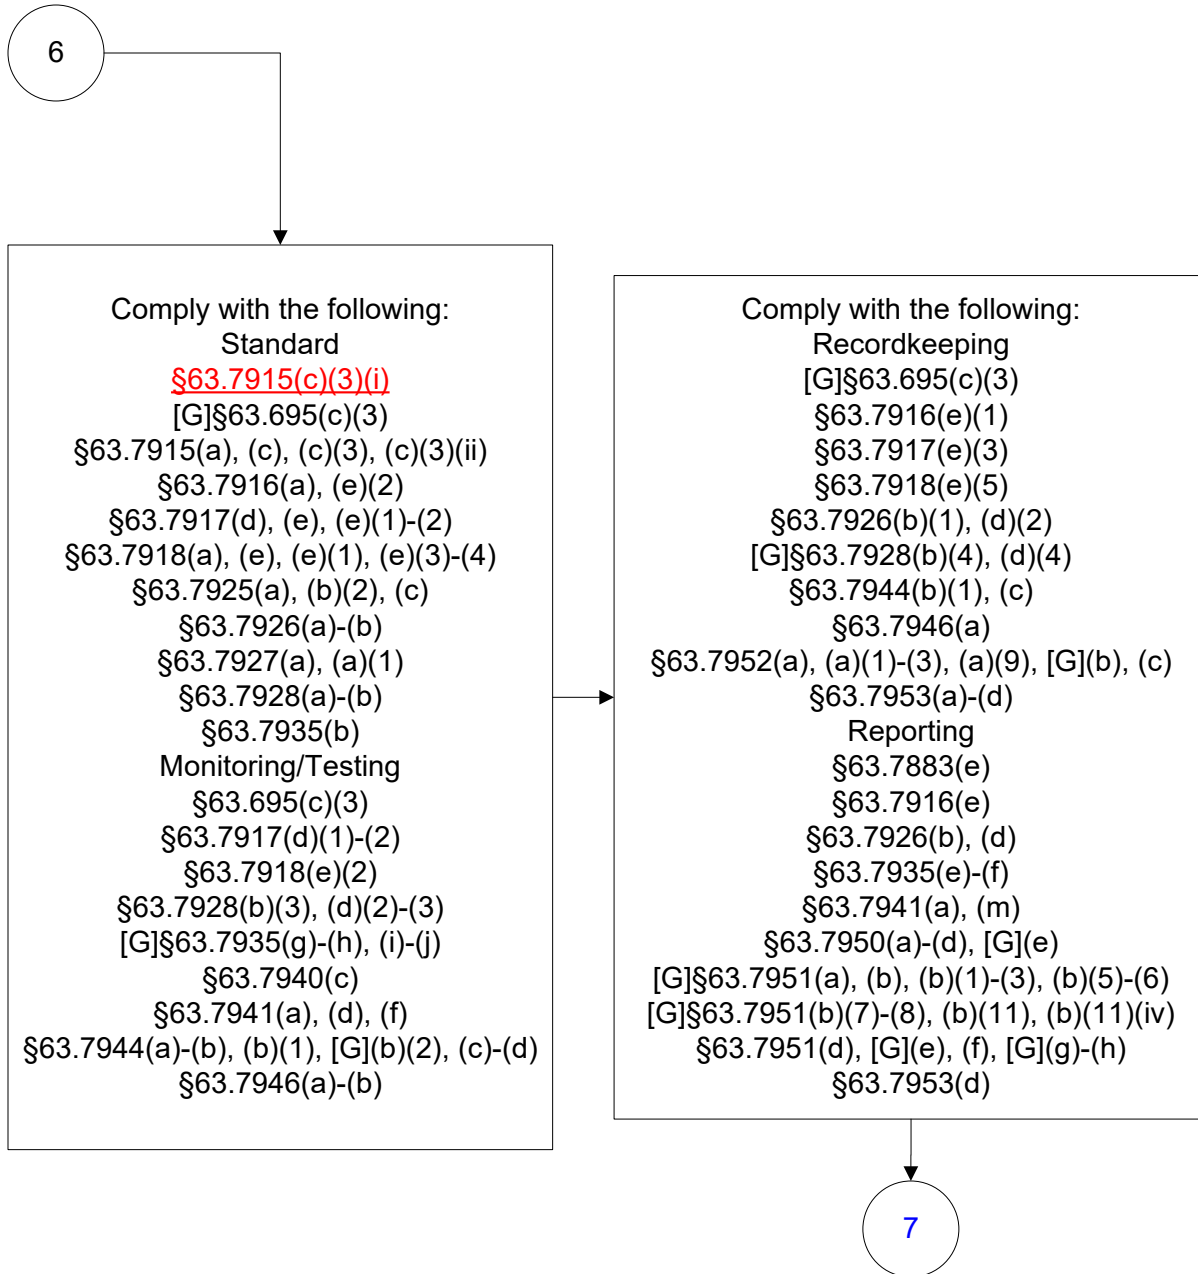 6
Comply with the following:
Standard
§63.7915(c)(3)(i)
[G]§63.695(c)(3)
§63.7915(a), (c), (c)(3), (c)(3)(ii)
§63.7916(a), (e)(2)
§63.7917(d), (e), (e)(1)-(2)
§63.7918(a), (e), (e)(1), (e)(3)-(4)
§63.7925(a), (b)(2), (c)
§63.7926(a)-(b)
§63.7927(a), (a)(1)
§63.7928(a)-(b)
§63.7935(b)
Monitoring/Testing
§63.695(c)(3)
§63.7917(d)(1)-(2)
§63.7918(e)(2)
§63.7928(b)(3), (d)(2)-(3)
[G]§63.7935(g)-(h), (i)-(j)
§63.7940(c)
§63.7941(a), (d), (f)
§63.7944(a)-(b), (b)(1), [G](b)(2), (c)-(d)
§63.7946(a)-(b)
Comply with the following:
Recordkeeping
[G]§63.695(c)(3)
§63.7916(e)(1)
§63.7917(e)(3)
§63.7918(e)(5)
§63.7926(b)(1), (d)(2)
[G]§63.7928(b)(4), (d)(4)
§63.7944(b)(1), (c)
§63.7946(a)
§63.7952(a), (a)(1)-(3), (a)(9), [G](b), (c)
§63.7953(a)-(d)
Reporting
§63.7883(e)
§63.7916(e)
§63.7926(b), (d)
§63.7935(e)-(f)
§63.7941(a), (m)
§63.7950(a)-(d), [G](e)
[G]§63.7951(a), (b), (b)(1)-(3), (b)(5)-(6)
[G]§63.7951(b)(7)-(8), (b)(11), (b)(11)(iv)
§63.7951(d), [G](e), (f), [G](g)-(h)
§63.7953(d)
7